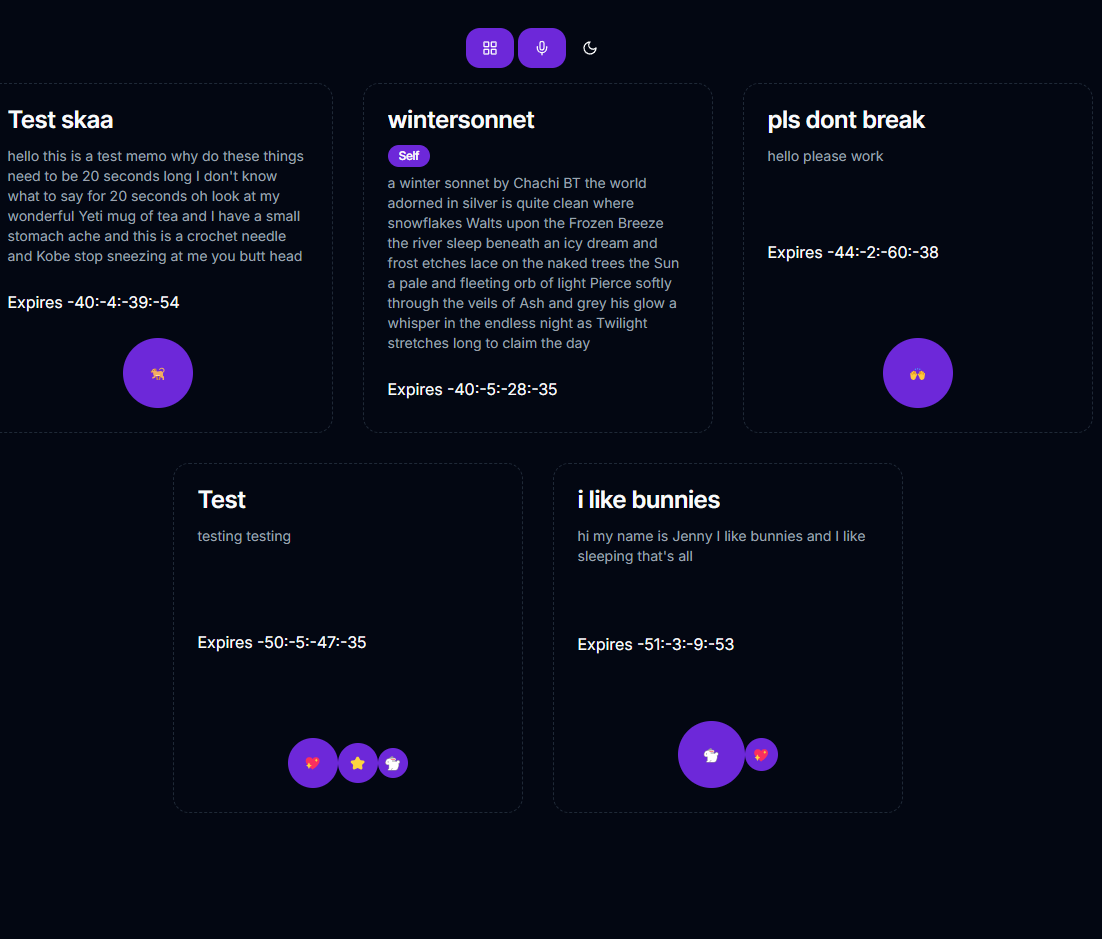 Test skaa
hello this is a test memo why do these things
need to be 20 seconds long I don't know
what to say for 20 seconds oh look at my
wonderful Yeti mug of tea and I have a small
stomach ache and this is a crochet needle
and Kobe stop sneezing at me you butt head
Expires -40:-4:-39:-54
wintersonnet
Self
a winter sonnet by Chachi BT the world
adorned in silver is quite clean where
snowflakes Walts upon the Frozen Breeze
the river sleep beneath an icy dream and
frost etches lace on the naked trees the Sun
a pale and fleeting orb of light Pierce softly
through the veils of Ash and grey his glow a
whisper in the endless night as Twilight
stretches long to claim the day
Expires -40:-5:-28:-35
pls dont break
hello please work
Expires -44:-2:-60:-38
Test
testing testing
Expires -50:-5:-47:-35
i like bunnies
hi my name is Jenny I like bunnies and I like
sleeping that's all
Expires -51:-3:-9:-53